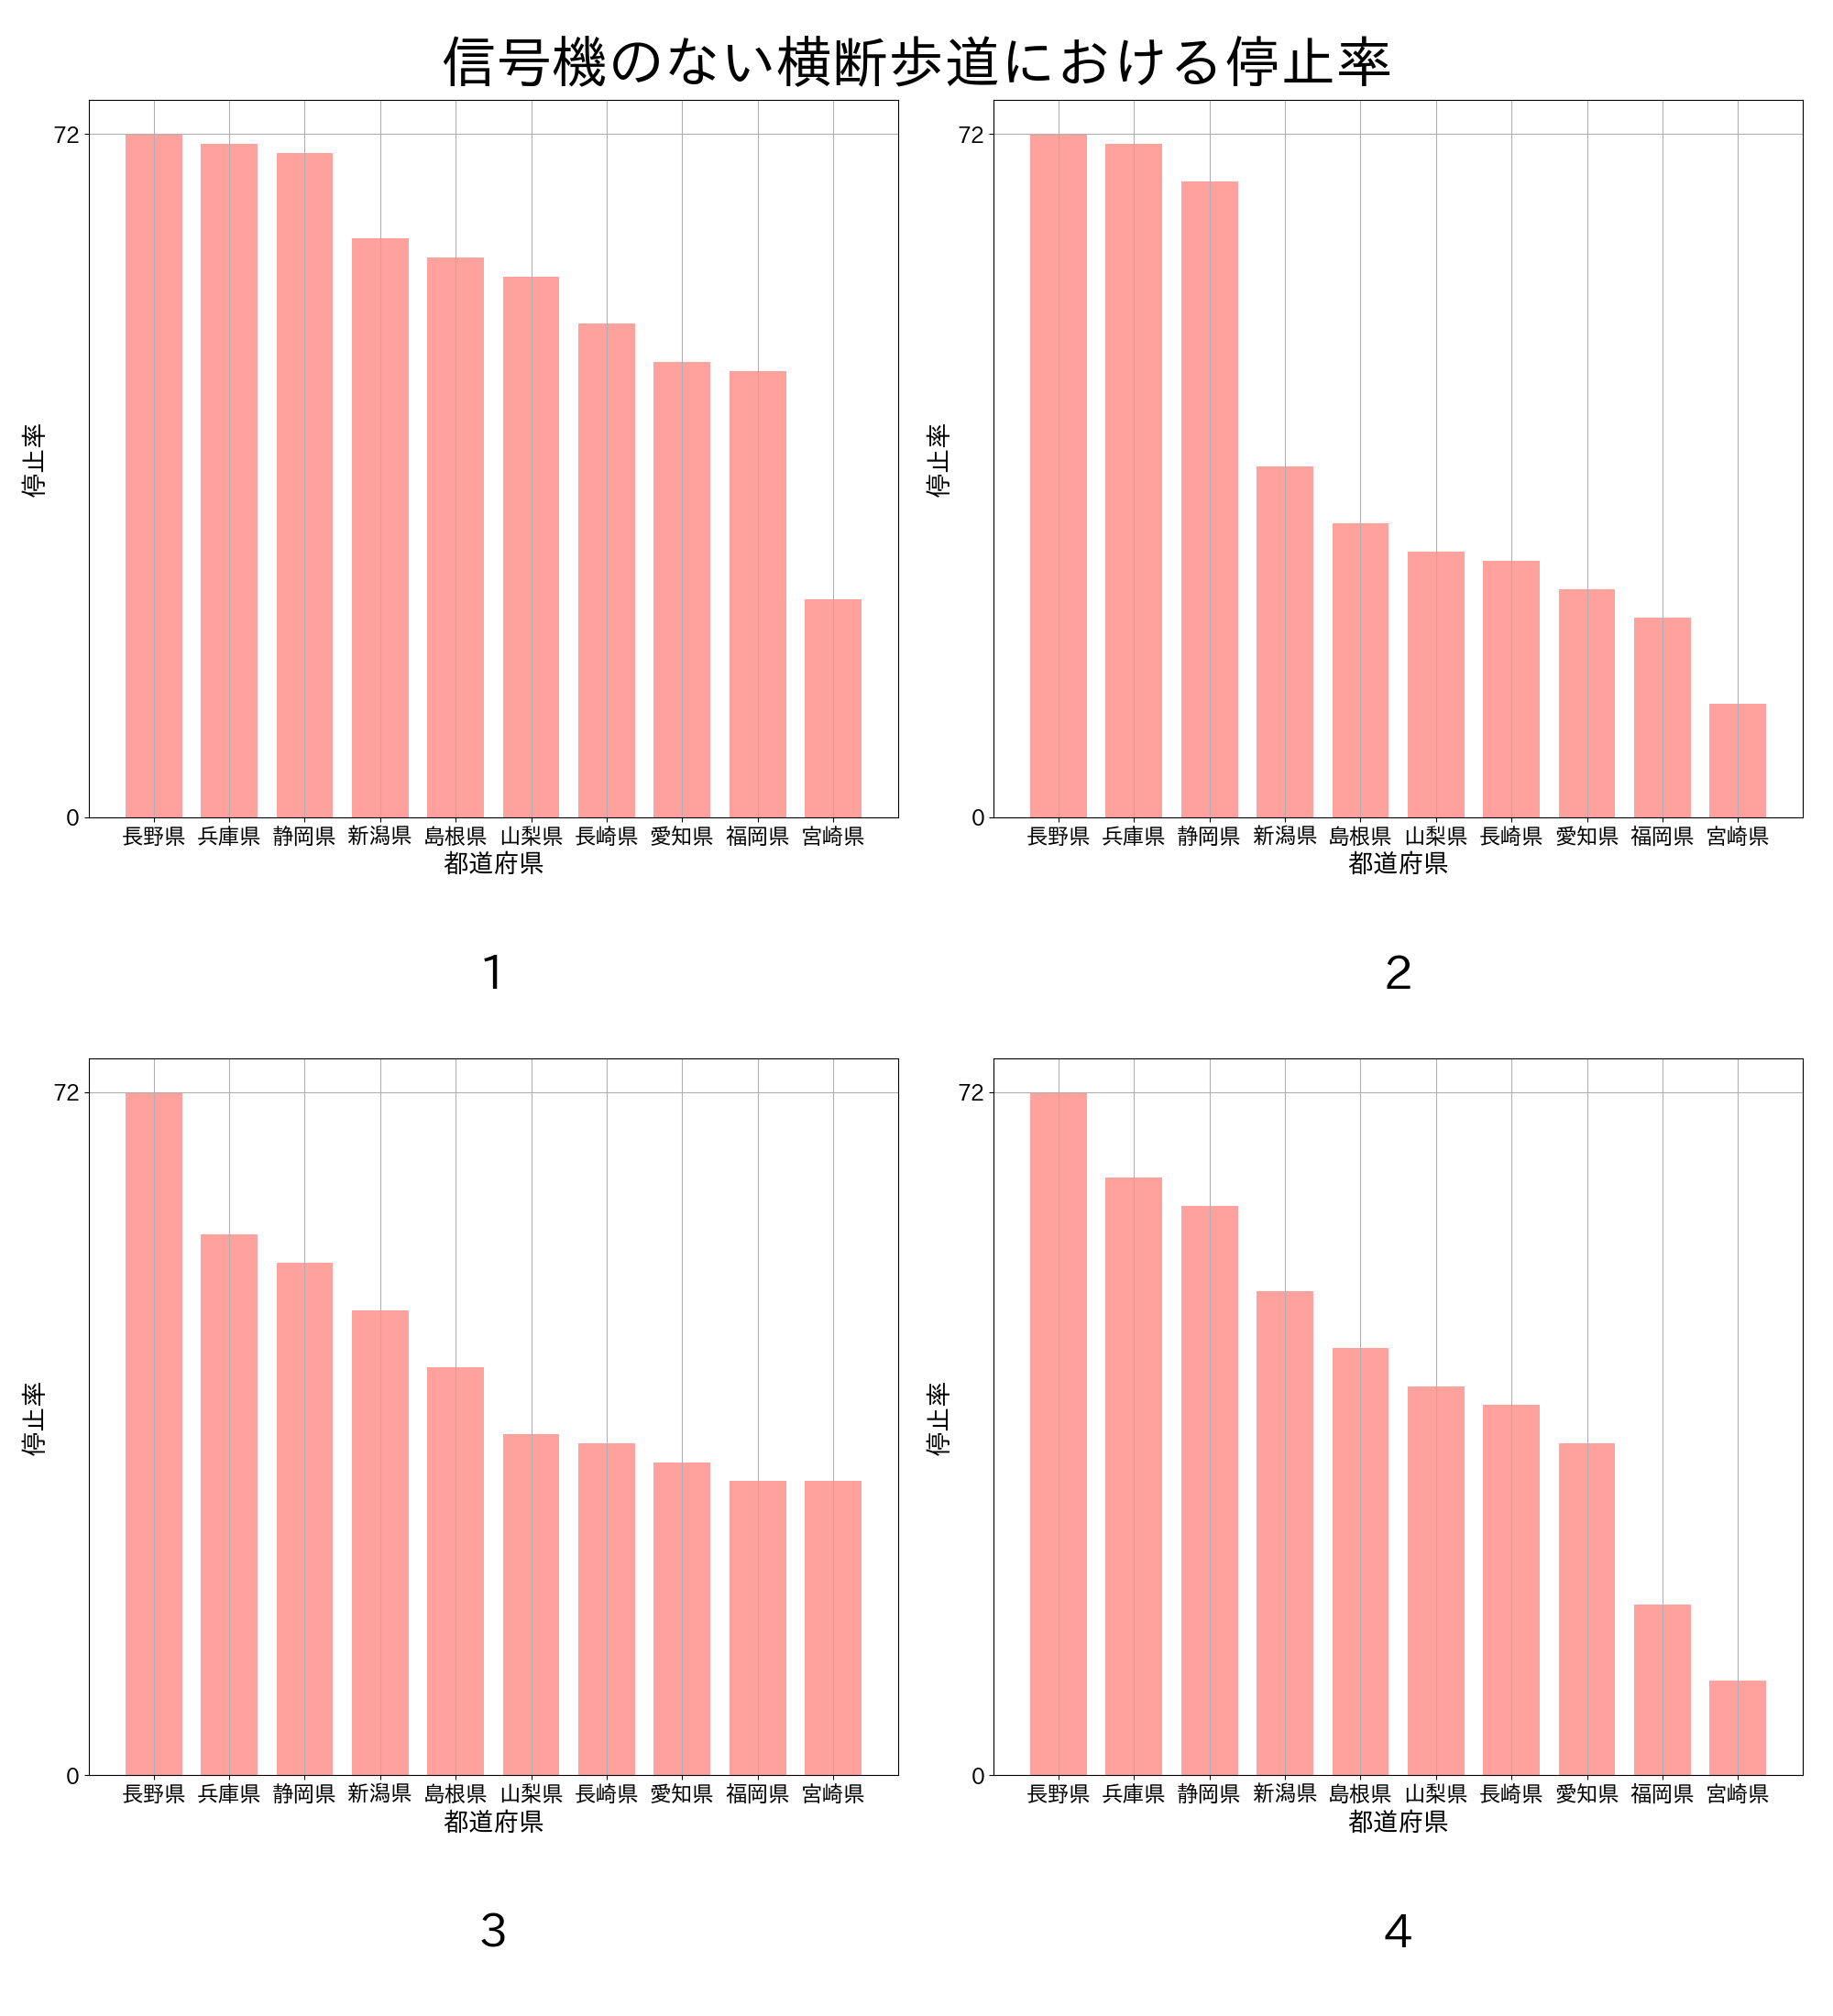 信号機のない横断歩道における停止率
72
停止率
0
長野県 兵庫県 静岡県 新潟県 島根県 山梨県 長崎県 愛知県 福岡県 宮崎県
都道府県
1
72
停止率
0
長野県 兵庫県 静岡県 新潟県 島根県 山梨県 長崎県 愛知県 福岡県 宮崎県
都道府県
2
72
停止率
0
長野県 兵庫県 静岡県 新潟県 島根県 山梨県 長崎県 愛知県 福岡県 宮崎県
都道府県
3
72
停止率
0
長野県 兵庫県 静岡県 新潟県 島根県 山梨県 長崎県 愛知県 福岡県 宮崎県
都道府県
4